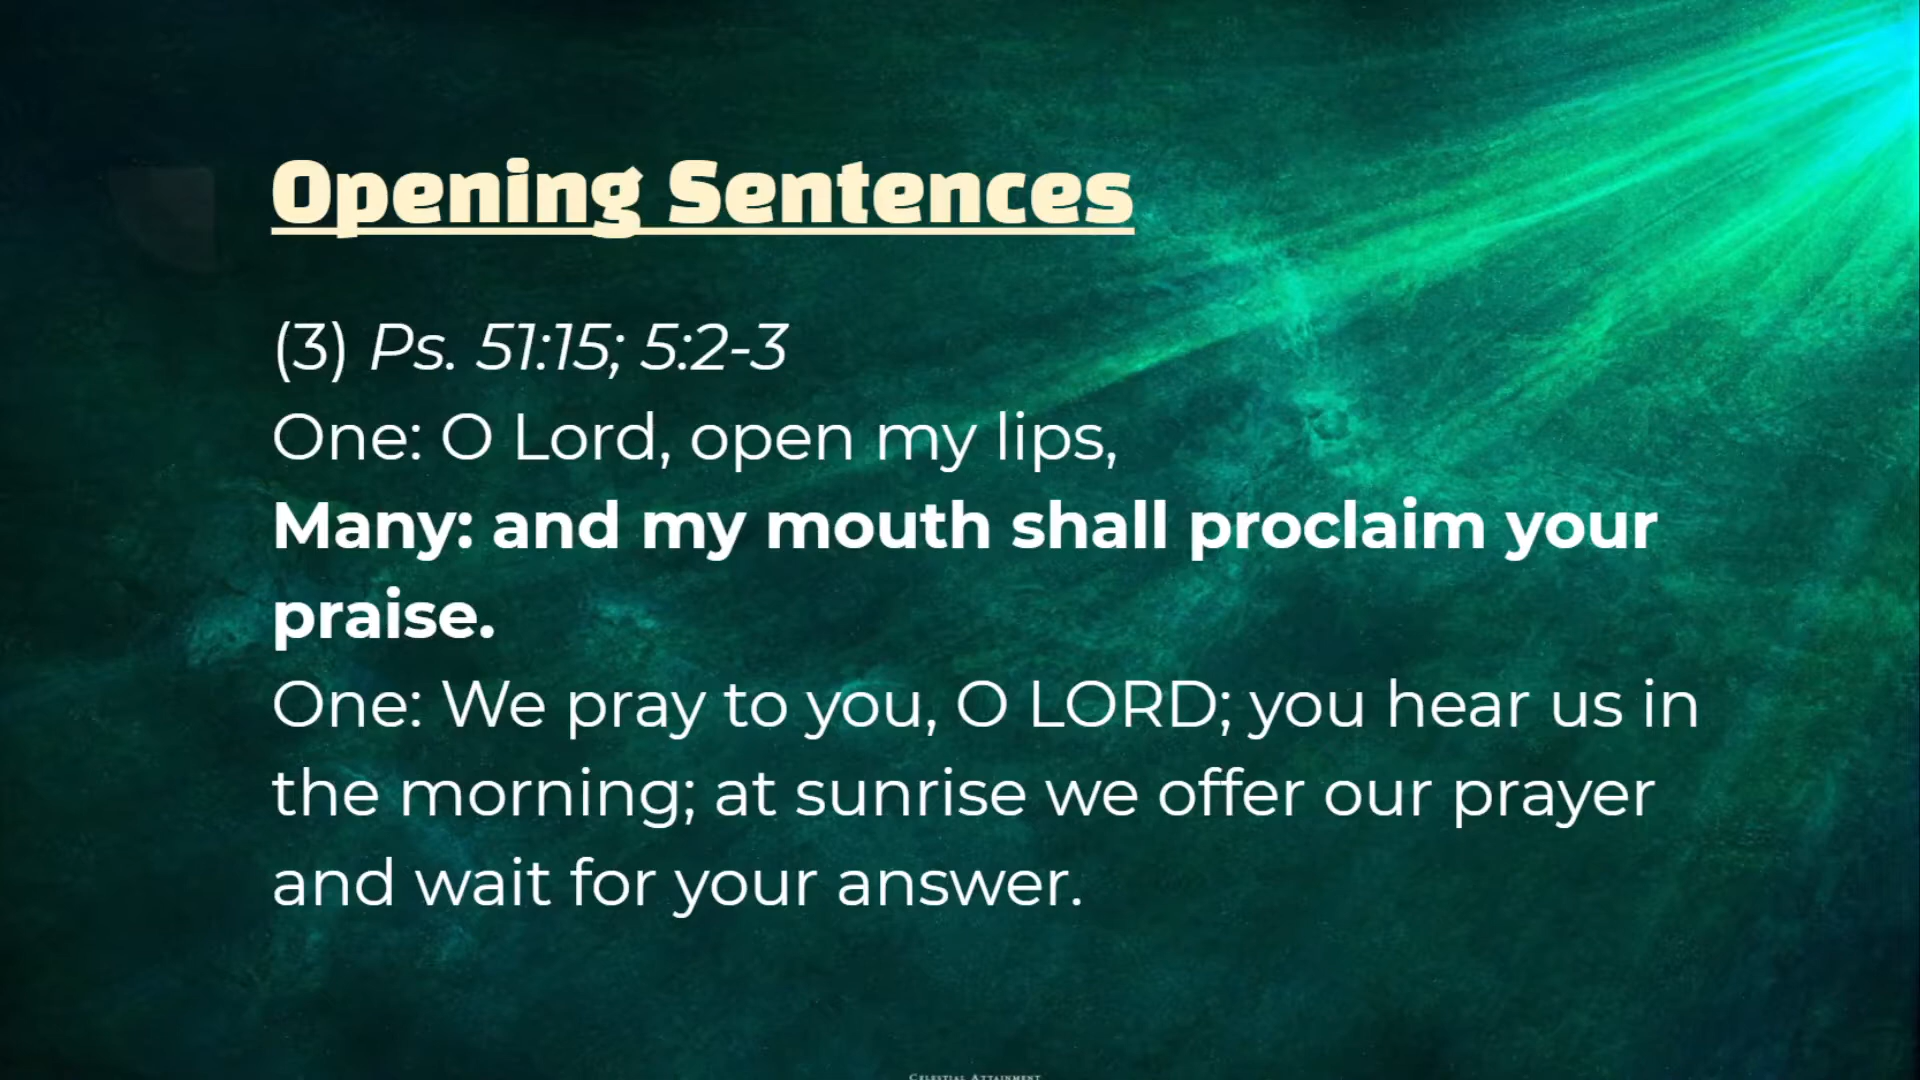 Opening Sentences
(3) Ps. 51:15; 5:2-3
One: O Lord, open my lips,
Many: and my mouth shall proclaim your
praise.
One: We pray to you, O LORD; you hear us in
the morning; at sunrise we offer our prayer
and wait for your answer.
Celestial Attainment